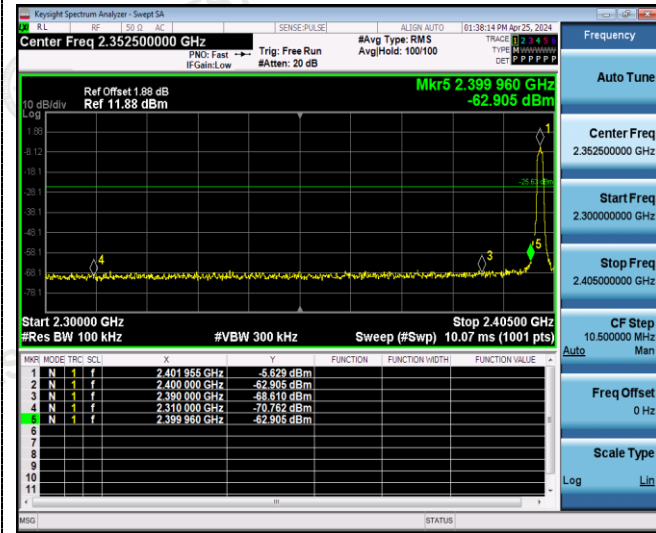 Keysight Spectrum Analyzer - Swept SA
RL RF 50 Ω AC SENSE:PULSE ALIGN AUTO 01:38:14 PM Apr 25, 2024
Center Freq 2.352500000 GHz
PNO: Fast
IFGain:Low
Trig: Free Run
#Atten: 20 dB
#Avg Type: RMS
Avg|Hold: 100/100
TRACE 1 2 3 4 5 6
TYPE M W W W W W
DET P P P P P P
Ref Offset 1.88 dB
Ref 11.88 dBm
10 dB/div
Log
Mkr5 2.399 960 GHz
-62.905 dBm
1.88
-8.12
-18.1
-28.1
-38.1
-48.1
-58.1
-68.1
-78.1
-25.63 dBm
1
4
3
5
Start 2.30000 GHz Stop 2.40500 GHz
#Res BW 100 kHz #VBW 300 kHz Sweep (#Swp) 10.07 ms (1001 pts)
MKR MODE TRC SCL X Y FUNCTION FUNCTION WIDTH FUNCTION VALUE
1 N 1 f 2.401 955 GHz -5.629 dBm
2 N 1 f 2.400 000 GHz -62.905 dBm
3 N 1 f 2.390 000 GHz -68.610 dBm
4 N 1 f 2.310 000 GHz -70.762 dBm
5 N 1 f 2.399 960 GHz -62.905 dBm
6
7
8
9
10
11
MSG STATUS
Frequency
Auto Tune
Center Freq
2.352500000 GHz
Start Freq
2.300000000 GHz
Stop Freq
2.405000000 GHz
CF Step
10.500000 MHz
Auto Man
Freq Offset
0 Hz
Scale Type
Log Lin